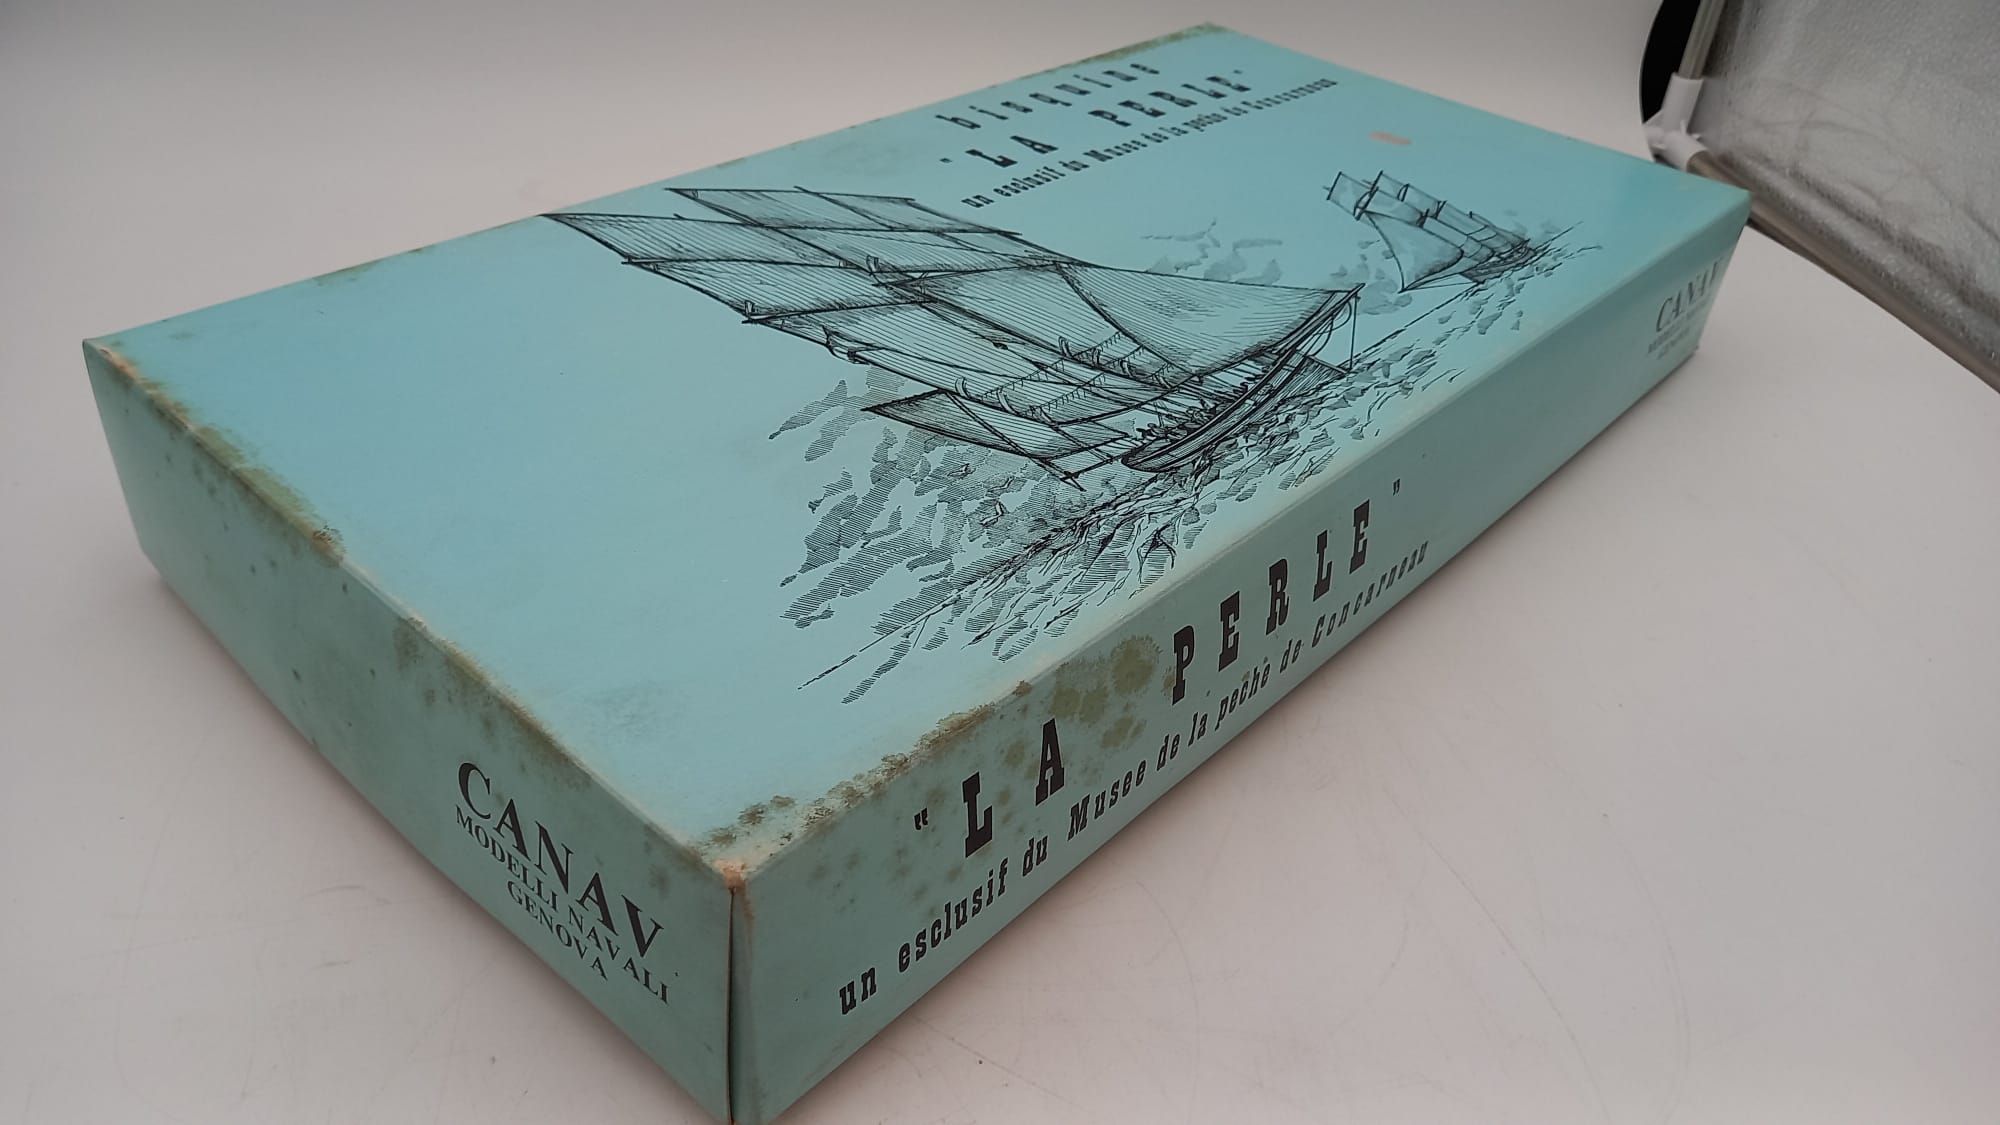 bisquine
" LA PERLE "
un esclusif du Musee de la peche de Concarneau
CANAV
MODELLI NAVALI
GENOVA
" LA PERLE "
un esclusif du Musee de la peche de Concarneau
CANAV